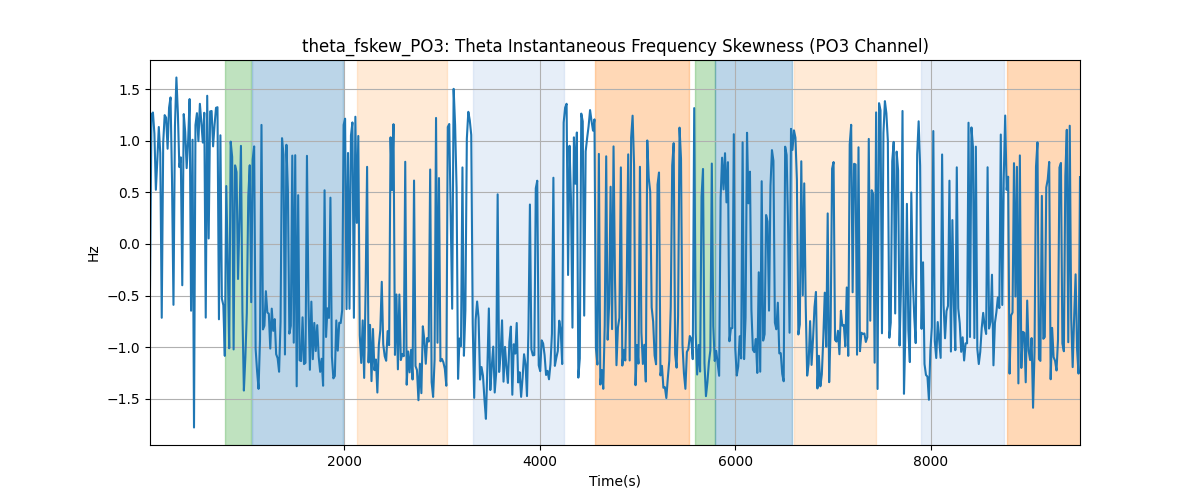 theta_fskew_PO3: Theta Instantaneous Frequency Skewness (PO3 Channel)
1.5
1.0
0.5
0.0
−0.5
−1.0
−1.5
Hz
2000 4000 6000 8000
Time(s)